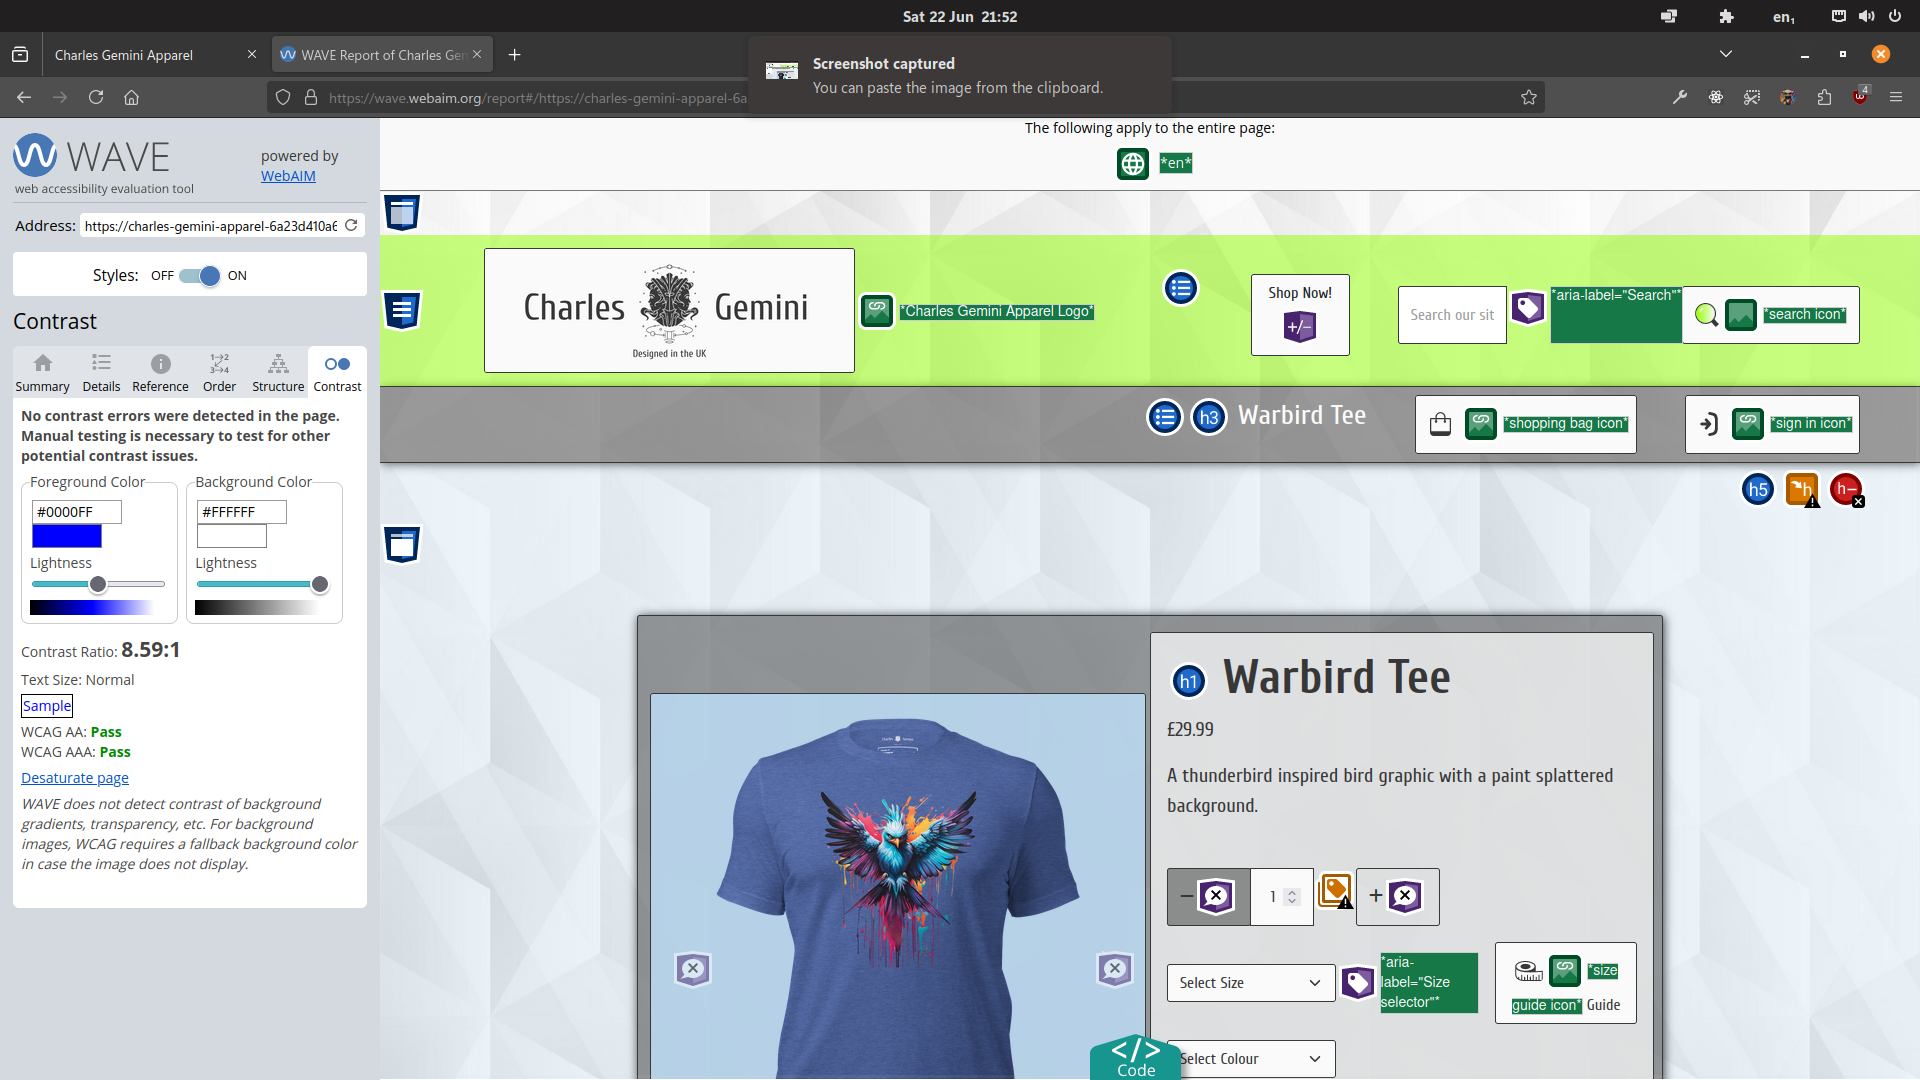 Sat 22 Jun 21:52
en1
Charles Gemini Apparel
WAVE Report of Charles Gem
Screenshot captured
You can paste the image from the clipboard.
https://wave.webaim.org/report#/https://charles-gemini-apparel-6a
4
WAVE
web accessibility evaluation tool
powered by
WebAIM
Address: https://charles-gemini-apparel-6a23d410a6
Styles: OFF ON
Contrast
Summary Details Reference Order Structure Contrast
No contrast errors were detected in the page.
Manual testing is necessary to test for other
potential contrast issues.
Foreground Color
#0000FF
Lightness
Background Color
#FFFFFF
Lightness
Contrast Ratio: 8.59:1
Text Size: Normal
Sample
WCAG AA: Pass
WCAG AAA: Pass
Desaturate page
WAVE does not detect contrast of background
gradients, transparency, etc. For background
images, WCAG requires a fallback background color
in case the image does not display.
The following apply to the entire page:
*en*
Charles Gemini
Designed in the UK
*Charles Gemini Apparel Logo*
Shop Now!
+/-
Search our sit
*aria-label="Search"*
*search icon*
h3 Warbird Tee
*shopping bag icon*
*sign in icon*
h5 h h-
h1 Warbird Tee
£29.99
A thunderbird inspired bird graphic with a paint splattered
background.
− 1 +
Select Size
*aria-
label="Size
selector"*
*size
guide icon* Guide
Select Colour
</>
Code